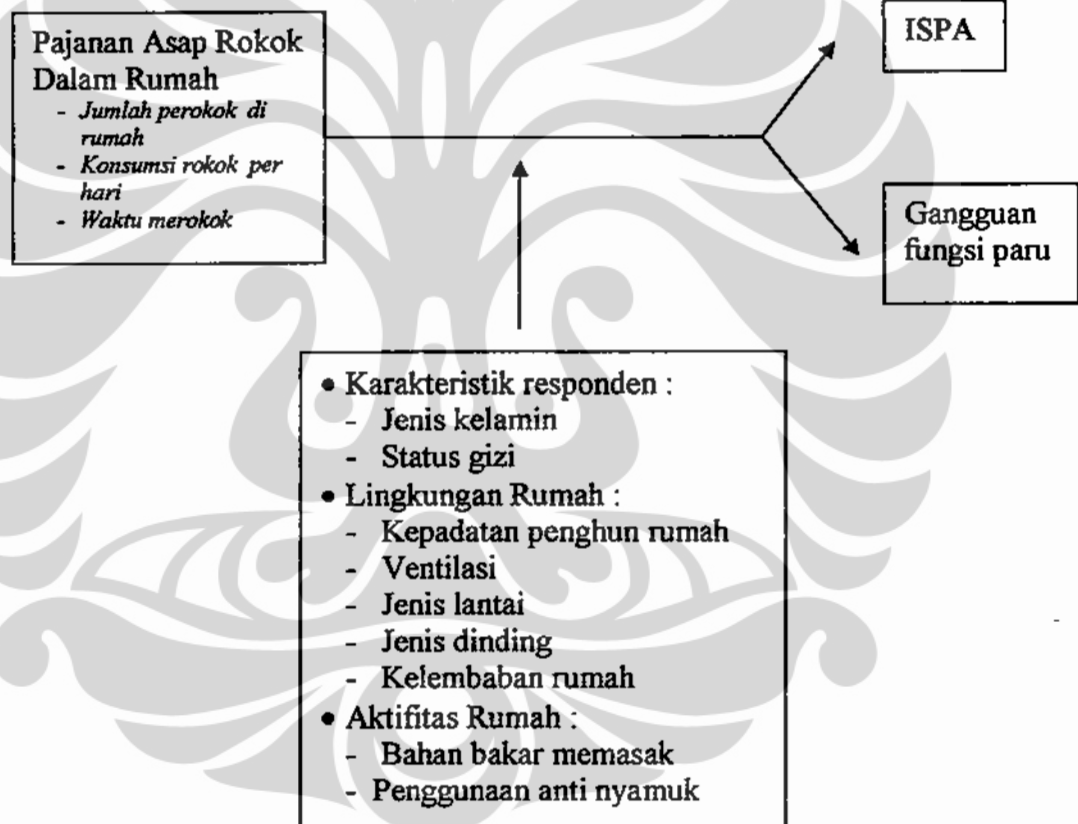 Pajanan Asap Rokok
Dalam Rumah
- Jumlah perokok di
rumah
- Konsumsi rokok per
hari
- Waktu merokok
ISPA
Gangguan
fungsi paru
• Karakteristik responden :
- Jenis kelamin
- Status gizi
• Lingkungan Rumah :
- Kepadatan penghun rumah
- Ventilasi
- Jenis lantai
- Jenis dinding
- Kelembaban rumah
• Aktifitas Rumah :
- Bahan bakar memasak
- Penggunaan anti nyamuk